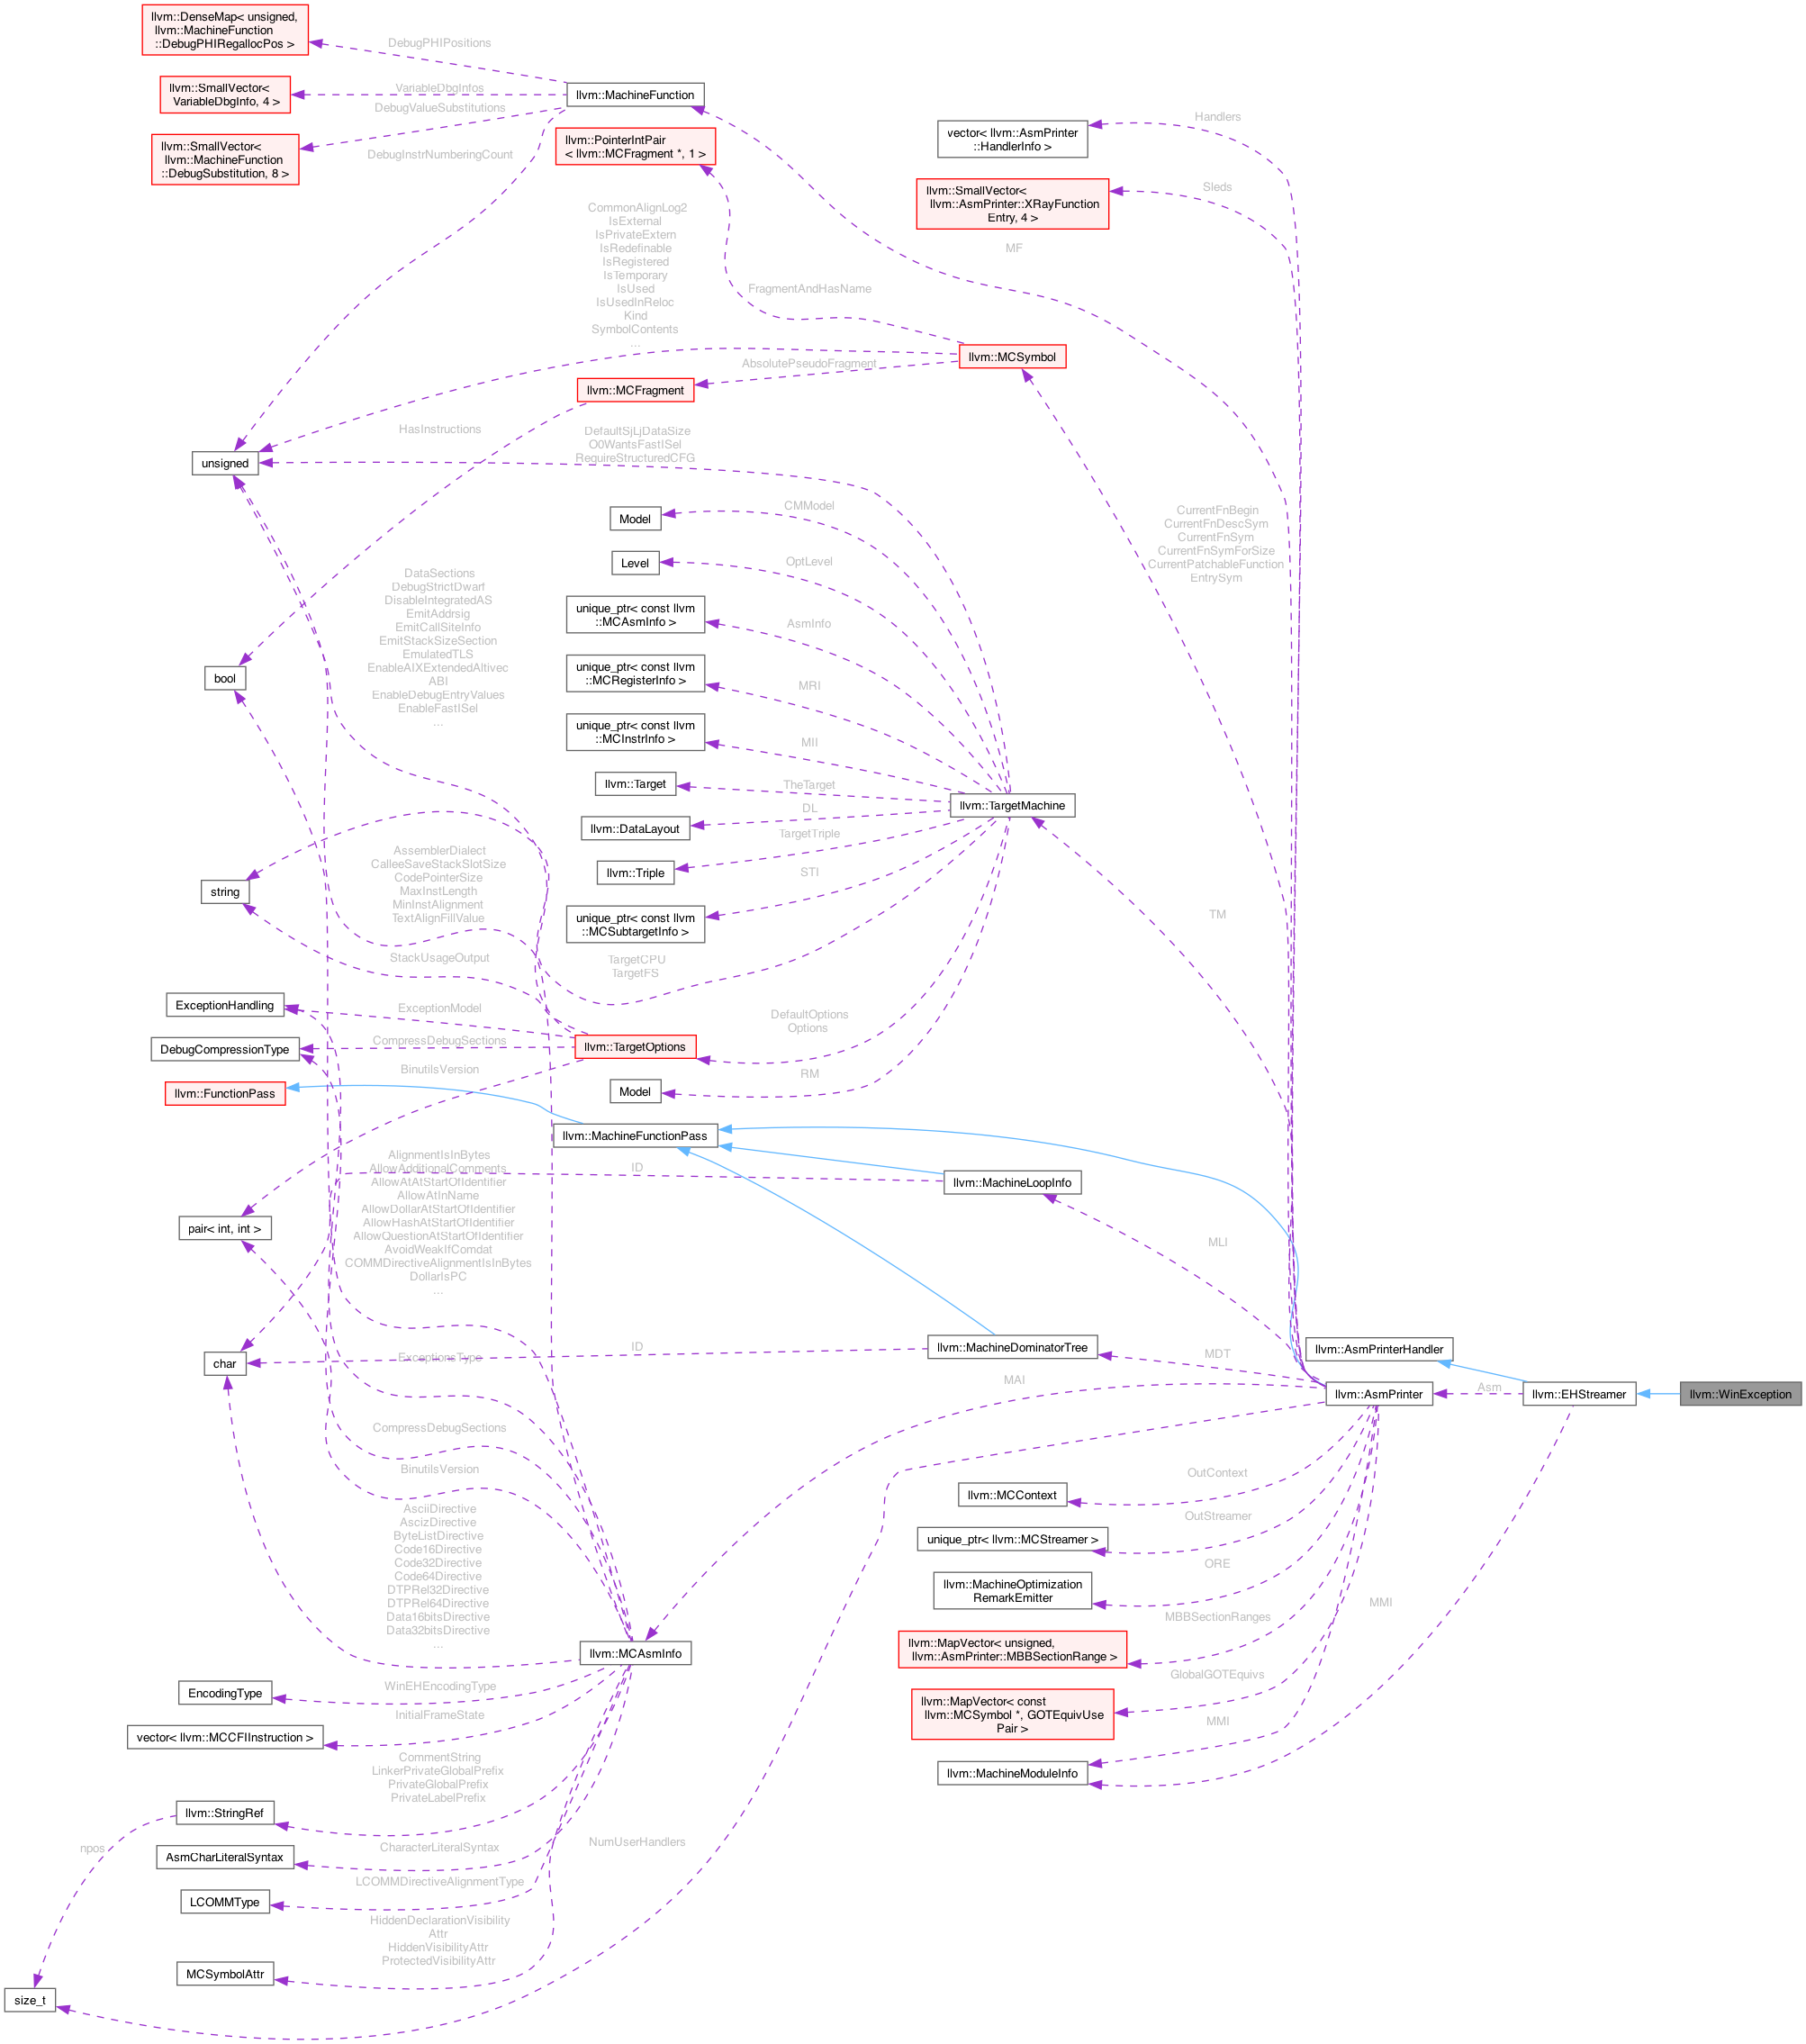 llvm::DenseMap< unsigned,
llvm::MachineFunction
::DebugPHIRegallocPos >
DebugPHIPositions
llvm::SmallVector<
VariableDbgInfo, 4 >
VariableDbgInfos
llvm::MachineFunction
DebugValueSubstitutions
llvm::SmallVector<
llvm::MachineFunction
::DebugSubstitution, 8 >
DebugInstrNumberingCount
llvm::PointerIntPair
< llvm::MCFragment *, 1 >
vector< llvm::AsmPrinter
::HandlerInfo >
Handlers
llvm::SmallVector<
llvm::AsmPrinter::XRayFunction
Entry, 4 >
Sleds
MF
CommonAlignLog2
IsExternal
IsPrivateExtern
IsRedefinable
IsRegistered
IsTemporary
IsUsed
IsUsedInReloc
Kind
SymbolContents
...
FragmentAndHasName
llvm::MCSymbol
AbsolutePseudoFragment
llvm::MCFragment
HasInstructions
unsigned
DefaultSjLjDataSize
O0WantsFastISel
RequireStructuredCFG
Model
CMModel
Level
OptLevel
unique_ptr< const llvm
::MCAsmInfo >
AsmInfo
unique_ptr< const llvm
::MCRegisterInfo >
MRI
unique_ptr< const llvm
::MCInstrInfo >
MII
llvm::Target
TheTarget
llvm::DataLayout
DL
llvm::Triple
TargetTriple
unique_ptr< const llvm
::MCSubtargetInfo >
STI
llvm::TargetMachine
CurrentFnBegin
CurrentFnDescSym
CurrentFnSym
CurrentFnSymForSize
CurrentPatchableFunction
EntrySym
TM
DataSections
DebugStrictDwarf
DisableIntegratedAS
EmitAddrsig
EmitCallSiteInfo
EmitStackSizeSection
EmulatedTLS
EnableAIXExtendedAltivec
ABI
EnableDebugEntryValues
EnableFastISel
...
bool
string
AssemblerDialect
CalleeSaveStackSlotSize
CodePointerSize
MaxInstLength
MinInstAlignment
TextAlignFillValue
StackUsageOutput
TargetCPU
TargetFS
ExceptionHandling
ExceptionModel
DefaultOptions
Options
DebugCompressionType
CompressDebugSections
llvm::TargetOptions
BinutilsVersion
RM
Model
llvm::FunctionPass
llvm::MachineFunctionPass
AlignmentIsInBytes
AllowAdditionalComments
AllowAtAtStartOfIdentifier
AllowAtInName
AllowDollarAtStartOfIdentifier
AllowHashAtStartOfIdentifier
AllowQuestionAtStartOfIdentifier
AvoidWeakIfComdat
COMMDirectiveAlignmentIsInBytes
DollarIsPC
...
ID
llvm::MachineLoopInfo
pair< int, int >
MLI
char
ExceptionsType
ID
llvm::MachineDominatorTree
MDT
MAI
llvm::AsmPrinterHandler
llvm::AsmPrinter
Asm
llvm::EHStreamer
llvm::WinException
CompressDebugSections
BinutilsVersion
AsciiDirective
AscizDirective
ByteListDirective
Code16Directive
Code32Directive
Code64Directive
DTPRel32Directive
DTPRel64Directive
Data16bitsDirective
Data32bitsDirective
...
llvm::MCContext
OutContext
unique_ptr< llvm::MCStreamer >
OutStreamer
llvm::MachineOptimization
RemarkEmitter
ORE
llvm::MapVector< unsigned,
llvm::AsmPrinter::MBBSectionRange >
MBBSectionRanges
llvm::MapVector< const
llvm::MCSymbol *, GOTEquivUse
Pair >
GlobalGOTEquivs
llvm::MachineModuleInfo
MMI
MMI
llvm::MCAsmInfo
EncodingType
WinEHEncodingType
vector< llvm::MCCFIInstruction >
InitialFrameState
CommentString
LinkerPrivateGlobalPrefix
PrivateGlobalPrefix
PrivateLabelPrefix
llvm::StringRef
npos
AsmCharLiteralSyntax
CharacterLiteralSyntax
NumUserHandlers
LCOMMType
LCOMMDirectiveAlignmentType
HiddenDeclarationVisibility
Attr
HiddenVisibilityAttr
ProtectedVisibilityAttr
MCSymbolAttr
size_t